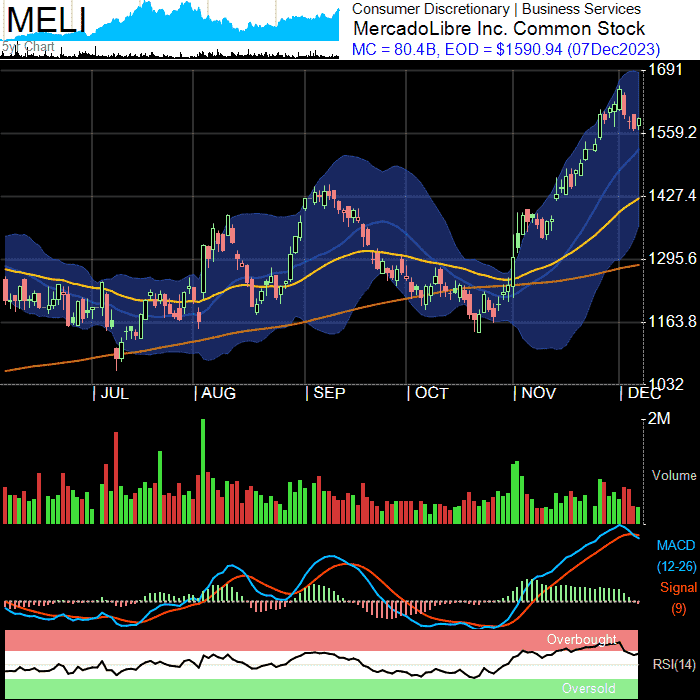 MELI
5yr Chart
Consumer Discretionary | Business Services
MercadoLibre Inc. Common Stock
MC = 80.4B, EOD = $1590.94 (07Dec2023)
1691
1559.2
1427.4
1295.6
1163.8
1032
JUL AUG SEP OCT NOV DEC
2M
Volume
MACD
(12-26)
Signal
(9)
Overbought
RSI(14)
Oversold